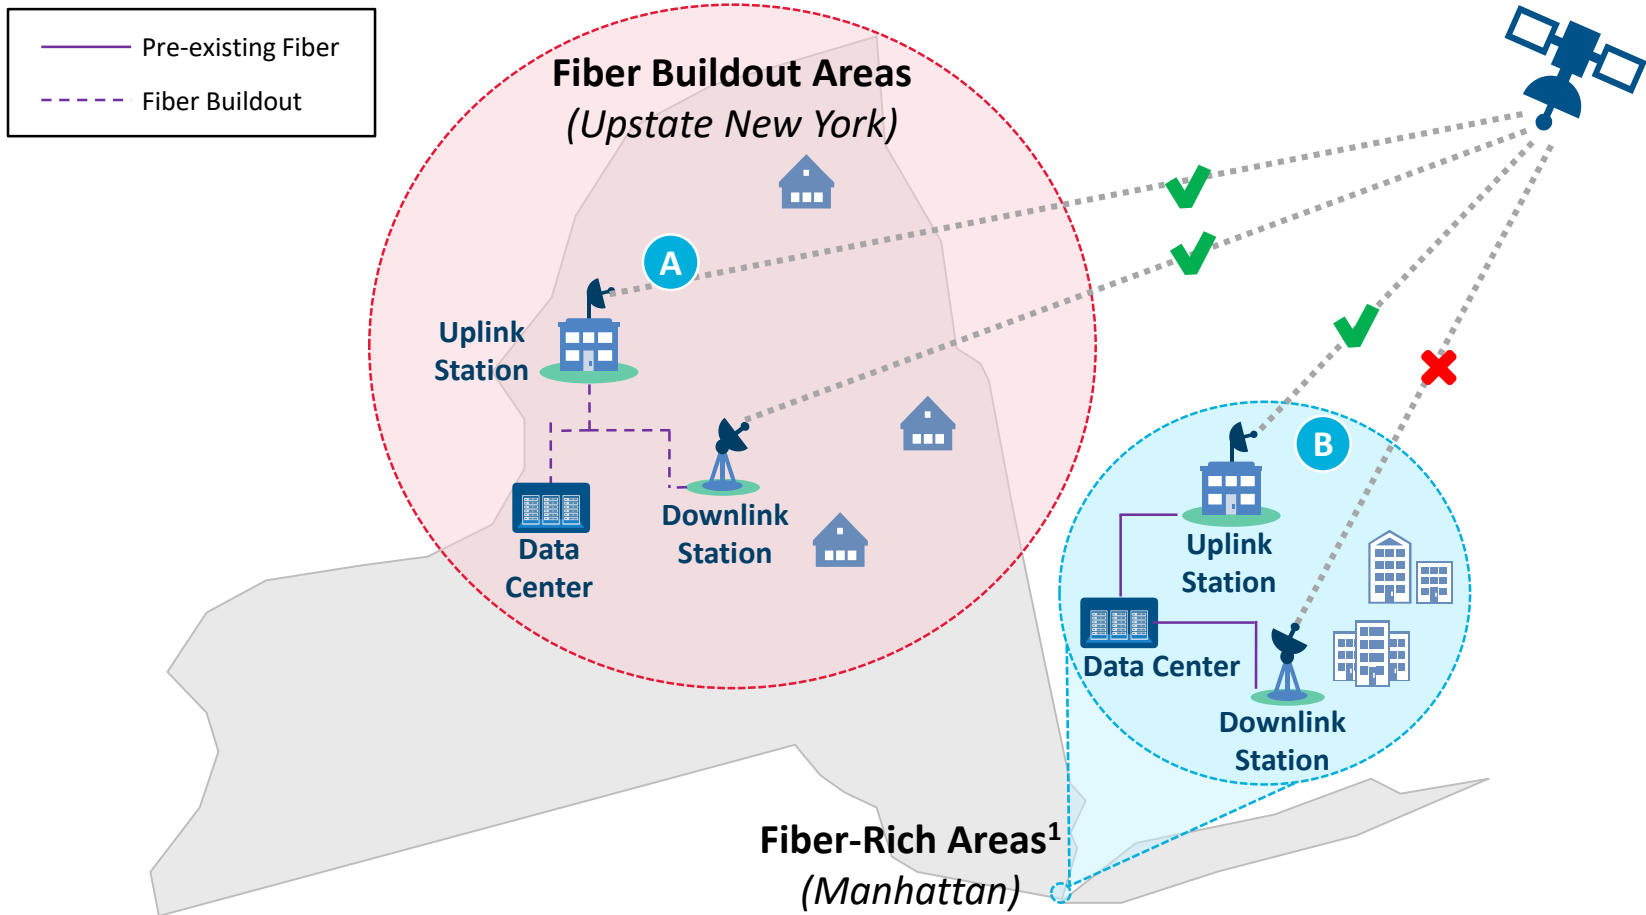 Pre-existing Fiber
Fiber Buildout
Fiber Buildout Areas
(Upstate New York)
A
Uplink
Station
Downlink
Station
Data
Center
B
Uplink
Station
Data Center
Downlink
Station
Fiber-Rich Areas¹
(Manhattan)